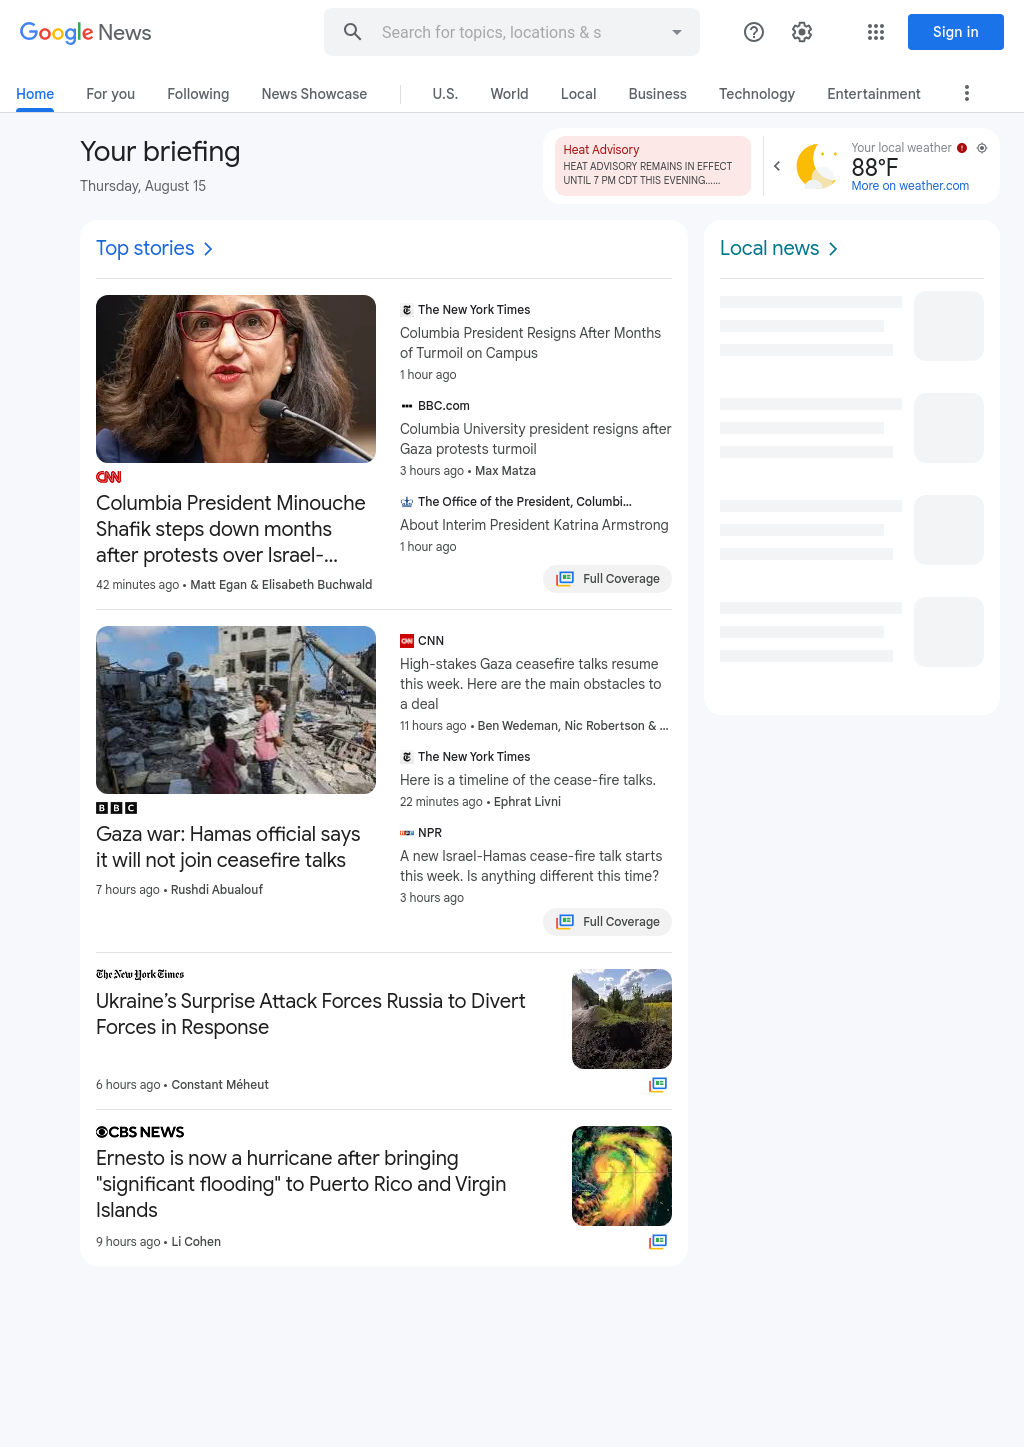 Google News
Search for topics, locations & s
Sign in
Home
For you
Following
News Showcase
U.S.
World
Local
Business
Technology
Entertainment
Your briefing
Thursday, August 15
Heat Advisory
HEAT ADVISORY REMAINS IN EFFECT
UNTIL 7 PM CDT THIS EVENING......
Your local weather
88°F
More on weather.com
Top stories
CNN
Columbia President Minouche
Shafik steps down months
after protests over Israel-...
42 minutes ago • Matt Egan & Elisabeth Buchwald
The New York Times
Columbia President Resigns After Months
of Turmoil on Campus
1 hour ago
BBC.com
Columbia University president resigns after
Gaza protests turmoil
3 hours ago • Max Matza
The Office of the President, Columbi...
About Interim President Katrina Armstrong
1 hour ago
Full Coverage
BBC
Gaza war: Hamas official says
it will not join ceasefire talks
7 hours ago • Rushdi Abualouf
CNN
CNN
High-stakes Gaza ceasefire talks resume
this week. Here are the main obstacles to
a deal
11 hours ago • Ben Wedeman, Nic Robertson & ...
The New York Times
Here is a timeline of the cease-fire talks.
22 minutes ago • Ephrat Livni
NPR
A new Israel-Hamas cease-fire talk starts
this week. Is anything different this time?
3 hours ago
Full Coverage
The New York Times
Ukraine’s Surprise Attack Forces Russia to Divert
Forces in Response
6 hours ago • Constant Méheut
CBS NEWS
Ernesto is now a hurricane after bringing
"significant flooding" to Puerto Rico and Virgin
Islands
9 hours ago • Li Cohen
Local news